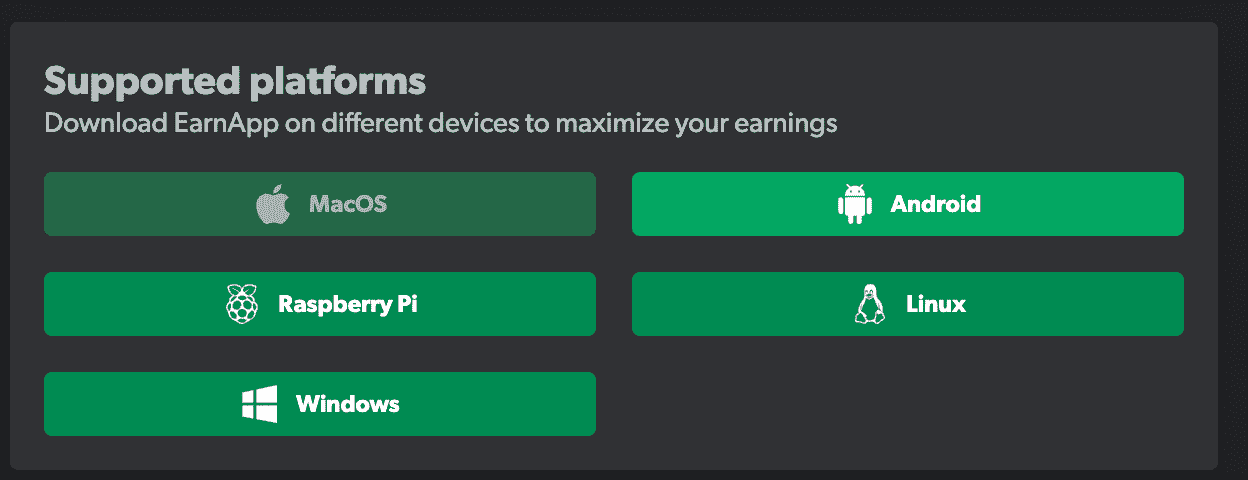 Supported platforms
Download EarnApp on different devices to maximize your earnings
MacOS
Android
Raspberry Pi
Linux
Windows